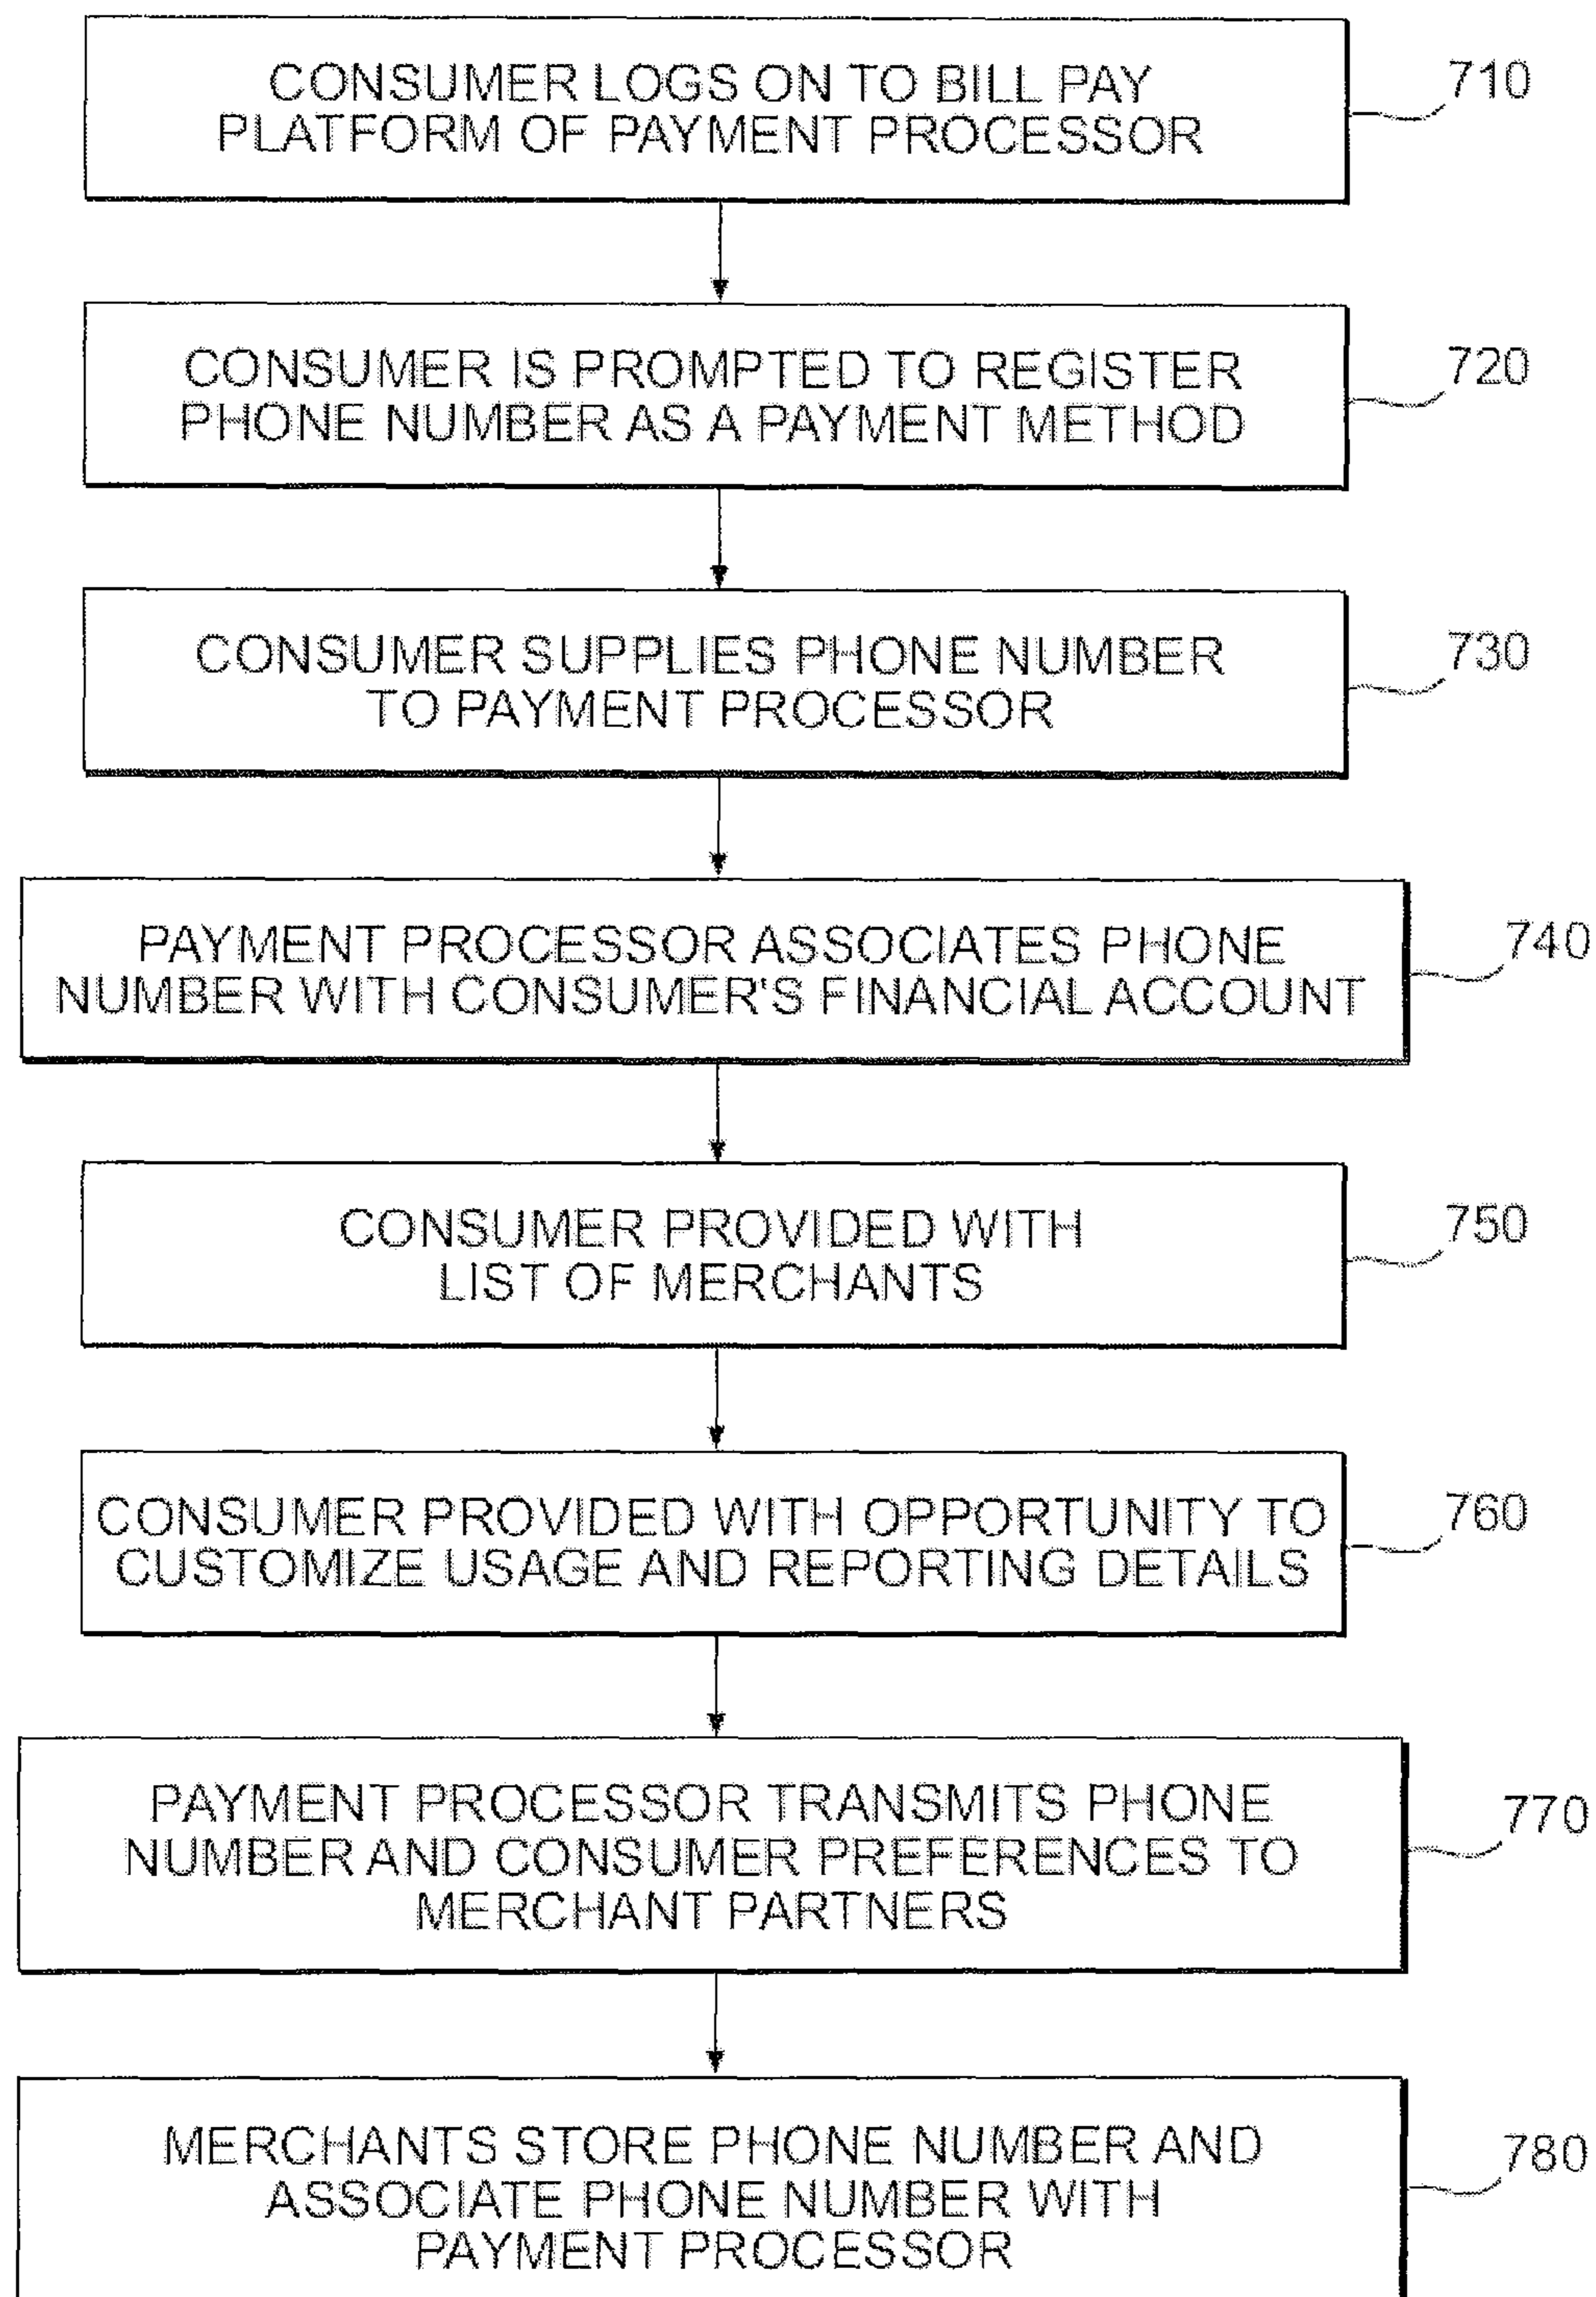 CONSUMER LOGS ON TO BILL PAY
PLATFORM OF PAYMENT PROCESSOR
710
CONSUMER IS PROMPTED TO REGISTER
PHONE NUMBER AS A PAYMENT METHOD
720
CONSUMER SUPPLIES PHONE NUMBER
TO PAYMENT PROCESSOR
730
PAYMENT PROCESSOR ASSOCIATES PHONE
NUMBER WITH CONSUMER'S FINANCIAL ACCOUNT
740
CONSUMER PROVIDED WITH
LIST OF MERCHANTS
750
CONSUMER PROVIDED WITH OPPORTUNITY TO
CUSTOMIZE USAGE AND REPORTING DETAILS
760
PAYMENT PROCESSOR TRANSMITS PHONE
NUMBER AND CONSUMER PREFERENCES TO
MERCHANT PARTNERS
770
MERCHANTS STORE PHONE NUMBER AND
ASSOCIATE PHONE NUMBER WITH
PAYMENT PROCESSOR
780